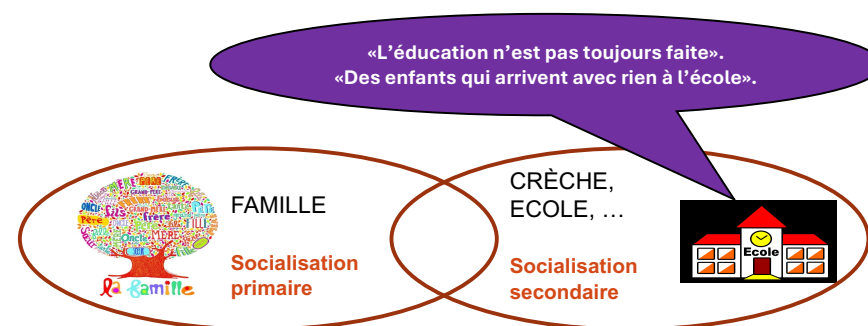 «L'éducation n'est pas toujours faite».
«Des enfants qui arrivent avec rien à l'école».
FAMILLE
Socialisation
primaire
la famille
CRÈCHE,
ECOLE, …
Socialisation
secondaire
Ecole